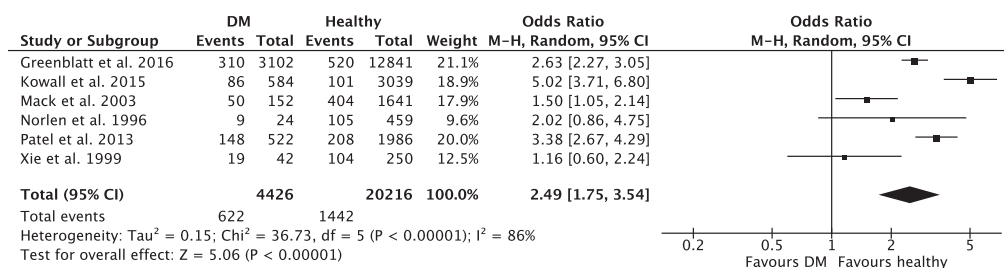 DM Healthy Odds Ratio Odds Ratio
Study or Subgroup Events Total Events Total Weight M-H, Random, 95% CI M-H, Random, 95% CI
Greenblatt et al. 2016 310 3102 520 12841 21.1% 2.63 [2.27, 3.05]
Kowall et al. 2015 86 584 101 3039 18.9% 5.02 [3.71, 6.80]
Mack et al. 2003 50 152 404 1641 17.9% 1.50 [1.05, 2.14]
Norlen et al. 1996 9 24 105 459 9.6% 2.02 [0.86, 4.75]
Patel et al. 2013 148 522 208 1986 20.0% 3.38 [2.67, 4.29]
Xie et al. 1999 19 42 104 250 12.5% 1.16 [0.60, 2.24]
Total (95% CI) 4426 20216 100.0% 2.49 [1.75, 3.54]
Total events 622 1442
Heterogeneity: Tau² = 0.15; Chi² = 36.73, df = 5 (P < 0.00001); I² = 86%
Test for overall effect: Z = 5.06 (P < 0.00001)
0.2 0.5 1 2 5
Favours DM Favours healthy